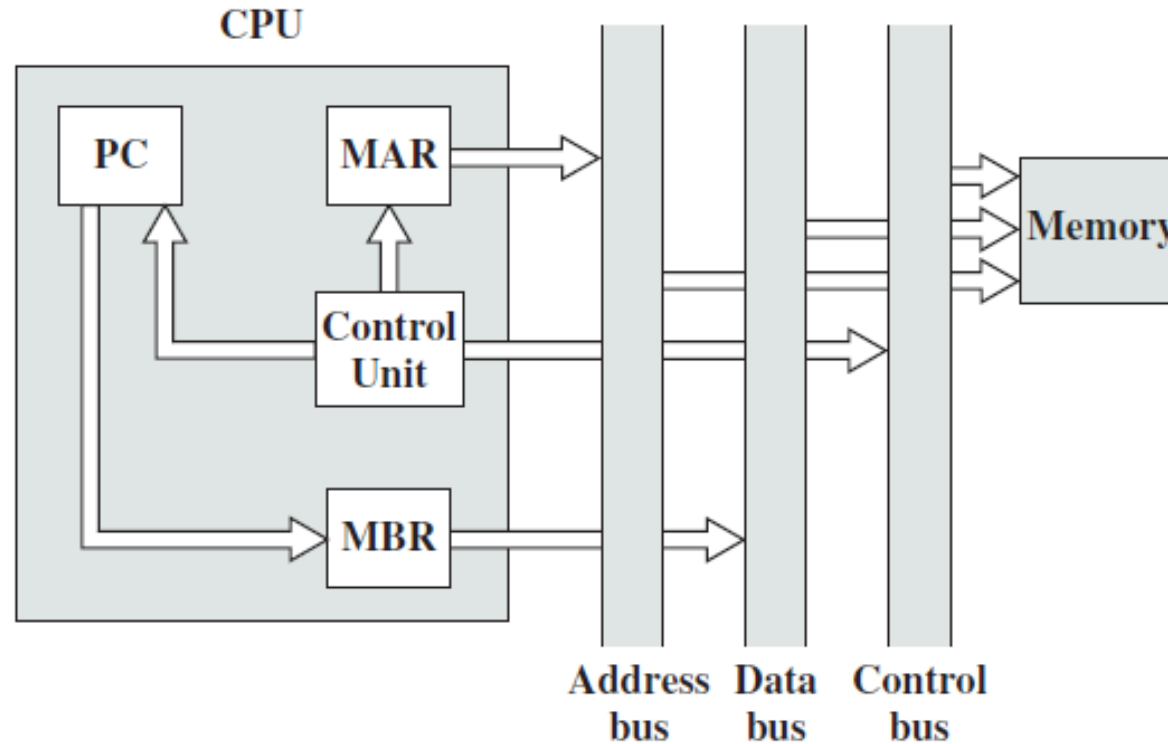 CPU
PC
MAR
Memory
Control
Unit
MBR
Address
bus
Data
bus
Control
bus